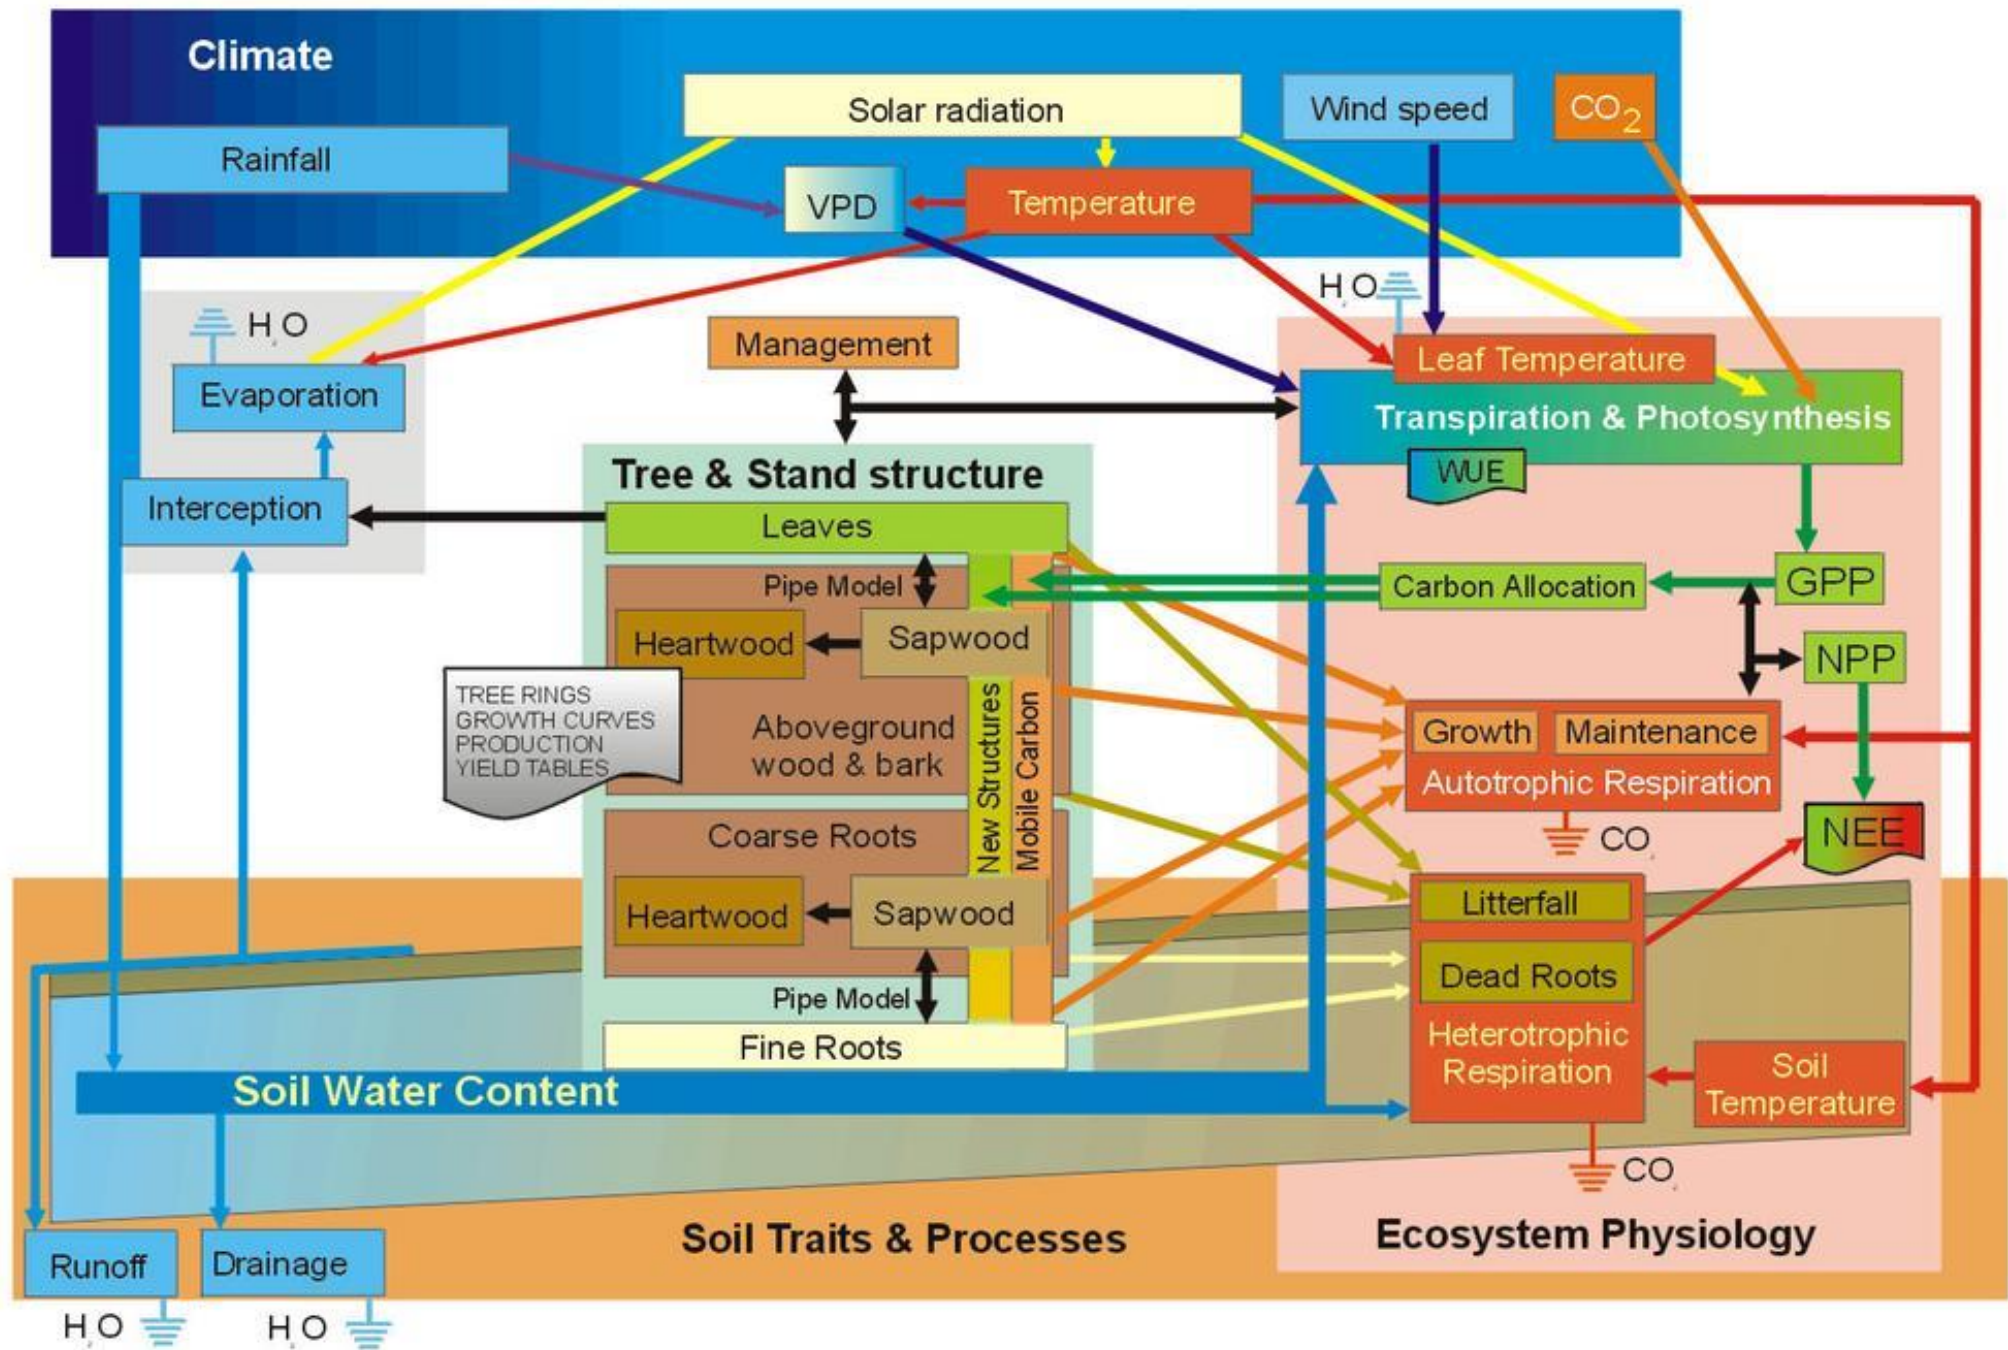 Climate
Solar radiation
Wind speed
CO2
Rainfall
VPD
Temperature
H2O
H2O
Management
Leaf Temperature
Evaporation
Transpiration & Photosynthesis
WUE
Tree & Stand structure
Interception
Leaves
Pipe Model
Carbon Allocation
GPP
Heartwood
Sapwood
NPP
TREE RINGS
GROWTH CURVES
PRODUCTION
YIELD TABLES
Aboveground
wood & bark
New Structures
Mobile Carbon
Growth
Maintenance
Autotrophic Respiration
CO2
NEE
Coarse Roots
Heartwood
Sapwood
Litterfall
Dead Roots
Pipe Model
Fine Roots
Heterotrophic
Respiration
Soil
Temperature
Soil Water Content
CO2
Soil Traits & Processes
Ecosystem Physiology
Runoff
Drainage
H2O
H2O